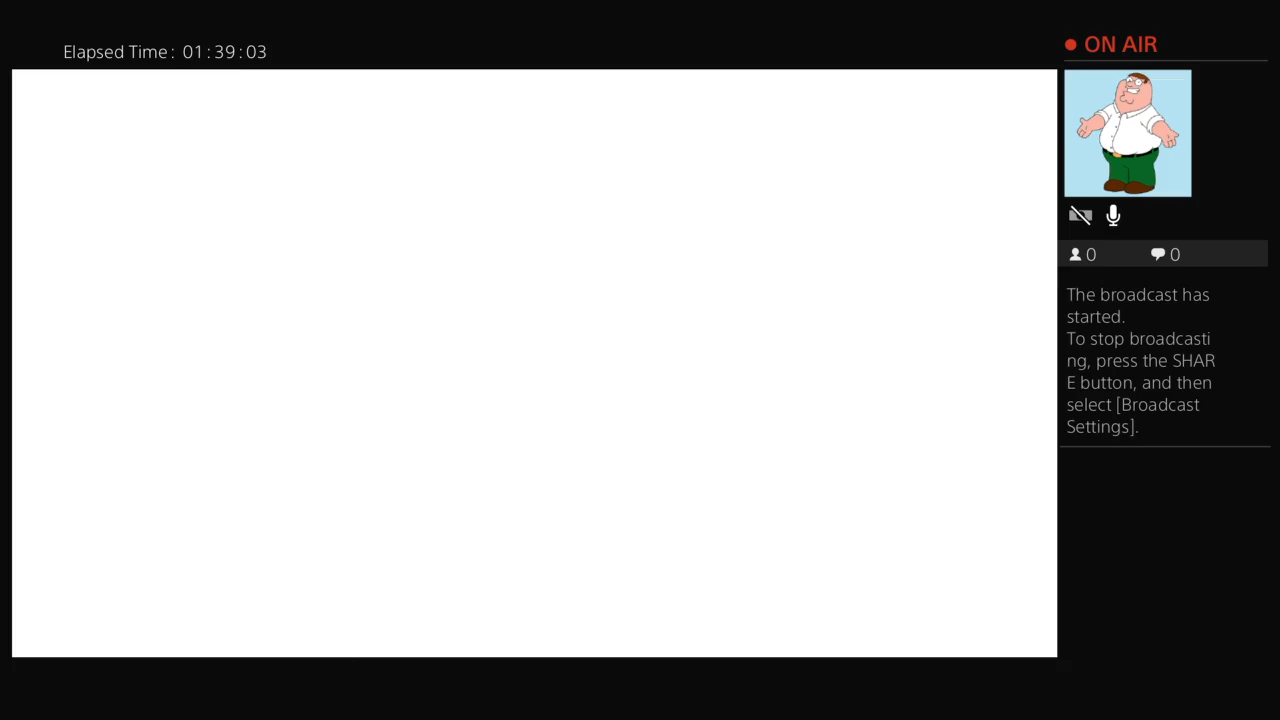 Elapsed Time: 01:39:03
ON AIR
0 0
The broadcast has
started.
To stop broadcasti
ng, press the SHAR
E button, and then
select [Broadcast
Settings].